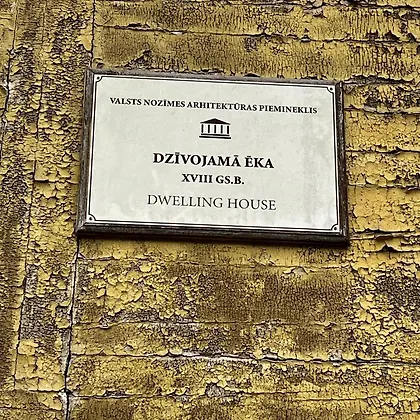 VALSTS NOZĪMES ARHITEKTŪRAS PIEMINEKLIS
DZĪVOJAMĀ ĒKA
XVIII GS.B.
DWELLING HOUSE